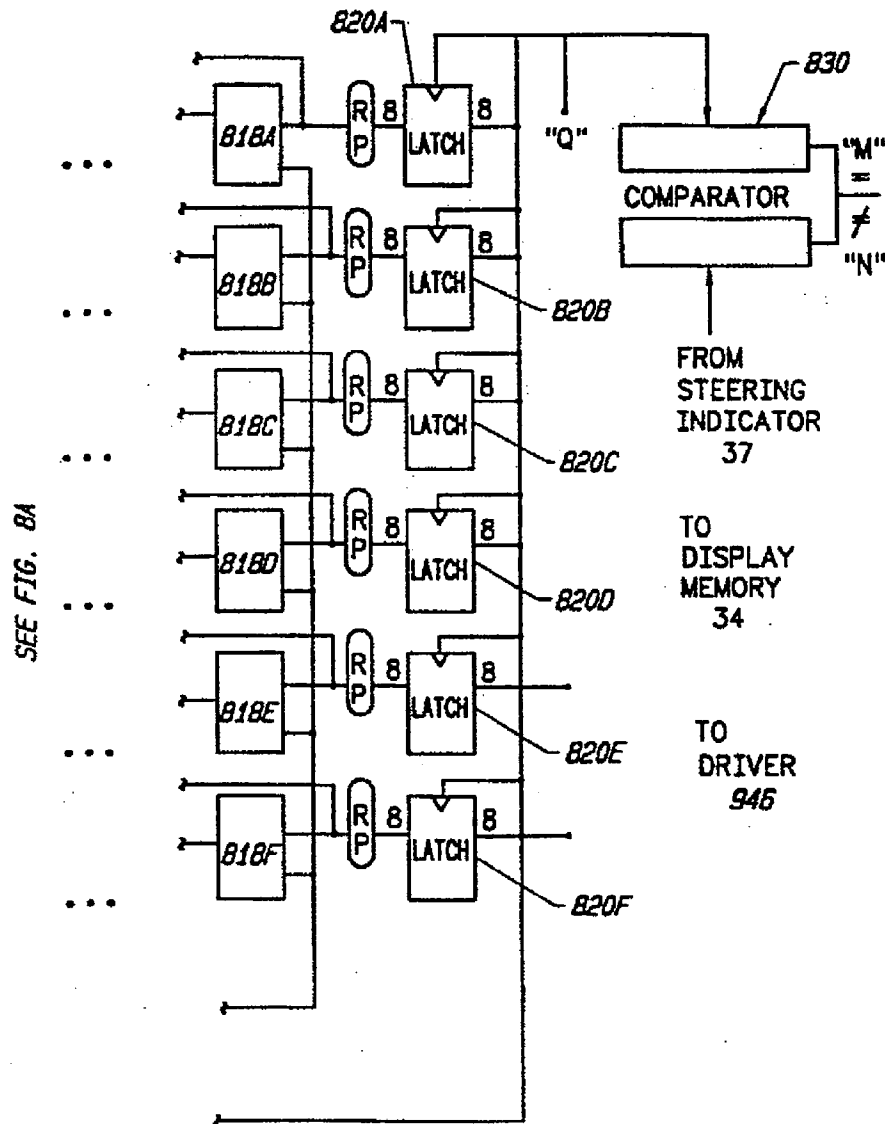 820A
830
818A
R
P
8
LATCH
8
"Q"
"M"
=
COMPARATOR
≠
"N"
...
818B
R
P
8
LATCH
8
820B
...
FROM
STEERING
INDICATOR
37
818C
R
P
8
LATCH
8
820C
...
SEE FIG. 8A
818D
R
P
8
LATCH
8
820D
...
TO
DISPLAY
MEMORY
34
818E
R
P
8
LATCH
8
820E
...
TO
DRIVER
946
818F
R
P
8
LATCH
8
820F
...